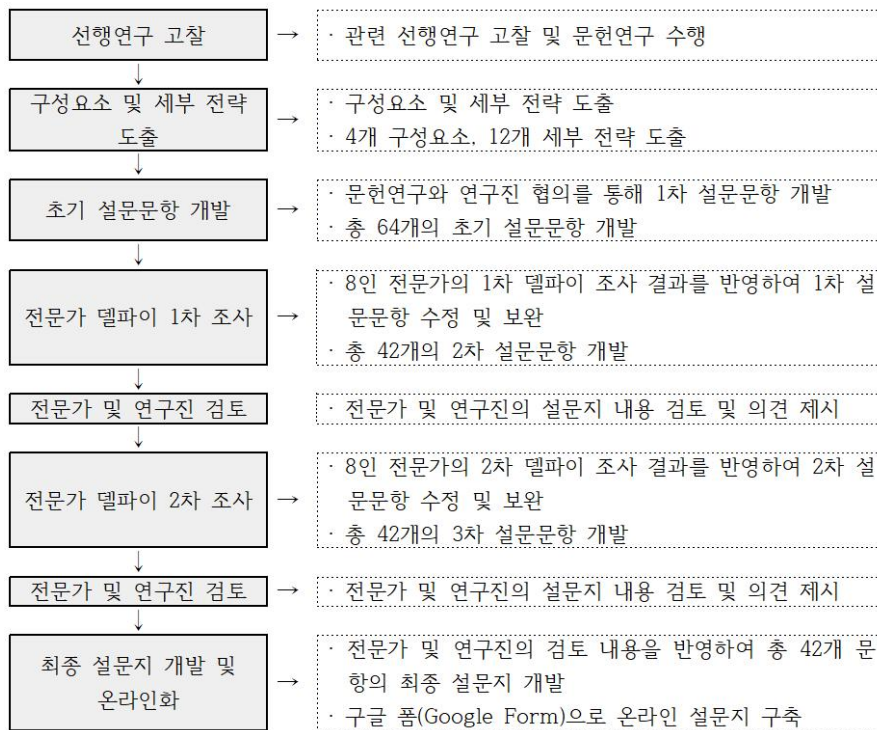 선행연구 고찰 → · 관련 선행연구 고찰 및 문헌연구 수행
↓
구성요소 및 세부 전략
도출
→
· 구성요소 및 세부 전략 도출
· 4개 구성요소, 12개 세부 전략 도출
↓
초기 설문문항 개발
→
· 문헌연구와 연구진 협의를 통해 1차 설문문항 개발
· 총 64개의 초기 설문문항 개발
↓
전문가 델파이 1차 조사
→
· 8인 전문가의 1차 델파이 조사 결과를 반영하여 1차 설
문문항 수정 및 보완
· 총 42개의 2차 설문문항 개발
↓
전문가 및 연구진 검토 → · 전문가 및 연구진의 설문지 내용 검토 및 의견 제시
↓
전문가 델파이 2차 조사
→
· 8인 전문가의 2차 델파이 조사 결과를 반영하여 2차 설
문문항 수정 및 보완
· 총 42개의 3차 설문문항 개발
↓
전문가 및 연구진 검토 → · 전문가 및 연구진의 설문지 내용 검토 및 의견 제시
↓
최종 설문지 개발 및
온라인화
→
· 전문가 및 연구진의 검토 내용을 반영하여 총 42개 문
항의 최종 설문지 개발
· 구글 폼(Google Form)으로 온라인 설문지 구축